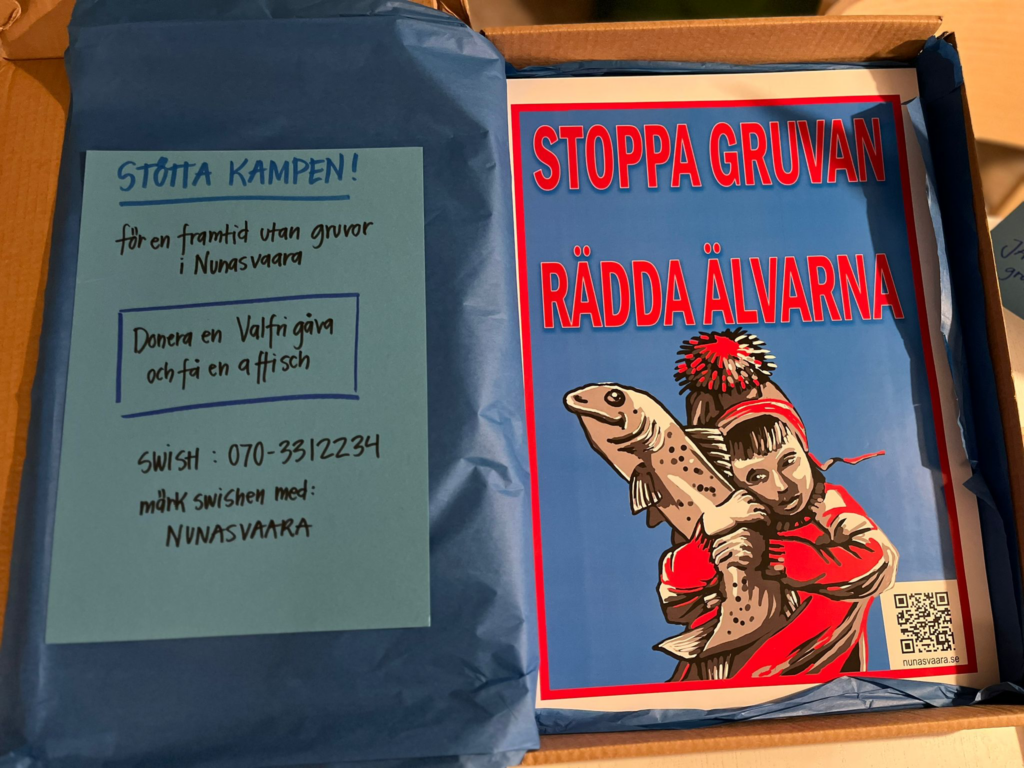 STÖTTA KAMPEN!
för en framtid utan gruvor
i Nunasvaara
Donera en Valfri gåva
och få en affisch
SWISH: 070-3312234
märk swishen med:
NUNASVAARA
STOPPA GRUVAN
RÄDDA ÄLVARNA
nunasvaara.se